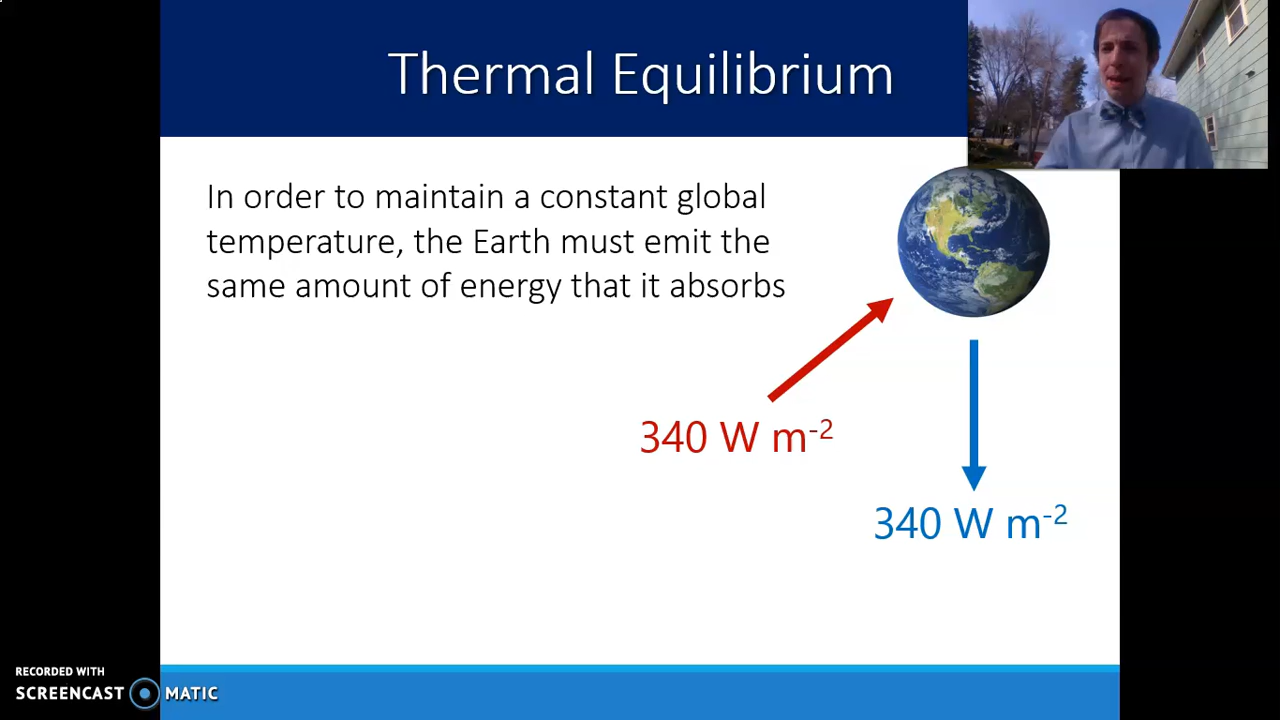 Thermal Equilibrium
In order to maintain a constant global
temperature, the Earth must emit the
same amount of energy that it absorbs
340 W m⁻²
340 W m⁻²
RECORDED WITH
SCREENCAST MATIC